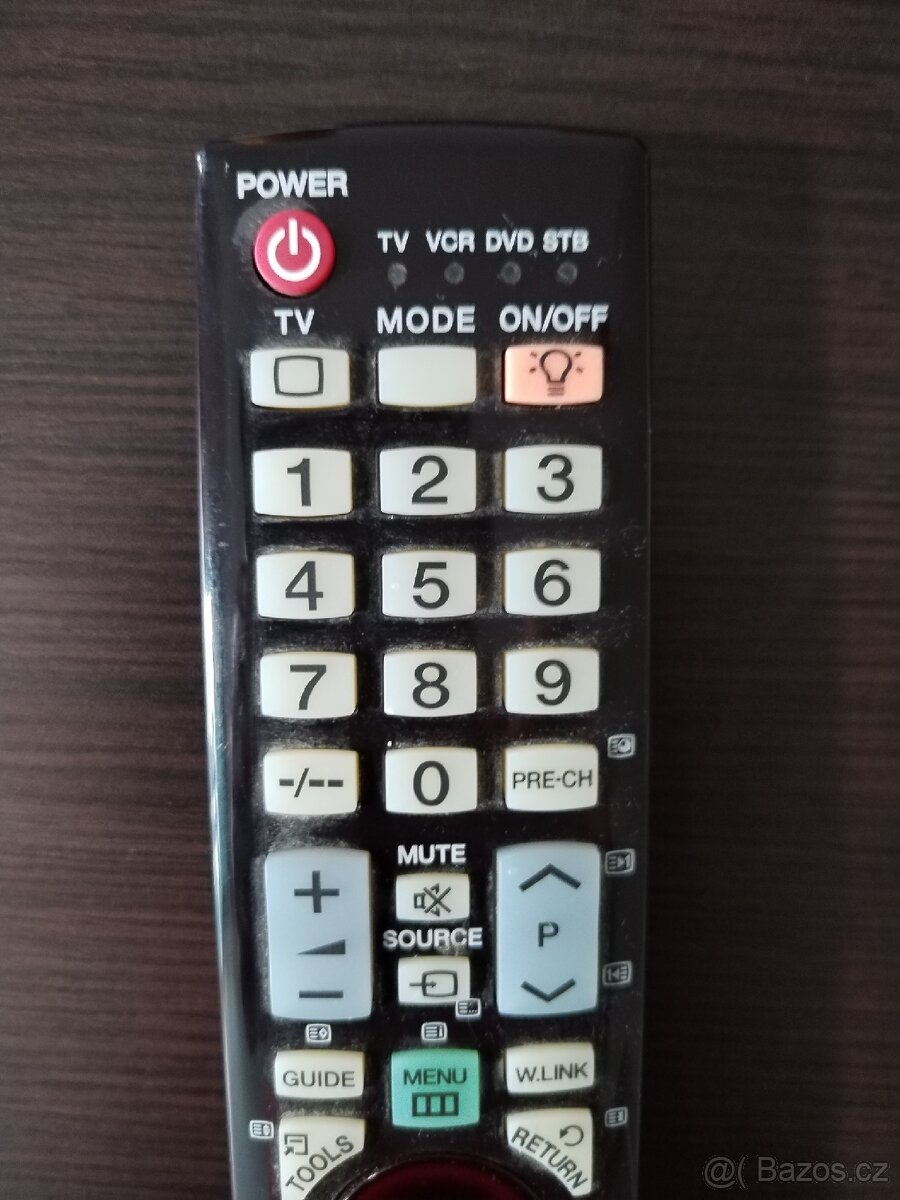 POWER
TV VCR DVD STB
TV MODE ON/OFF
1 2 3
4 5 6
7 8 9
-/-- 0 PRE-CH
MUTE
+
P
SOURCE
−
GUIDE MENU W.LINK
TOOLS RETURN
@( Bazos.cz